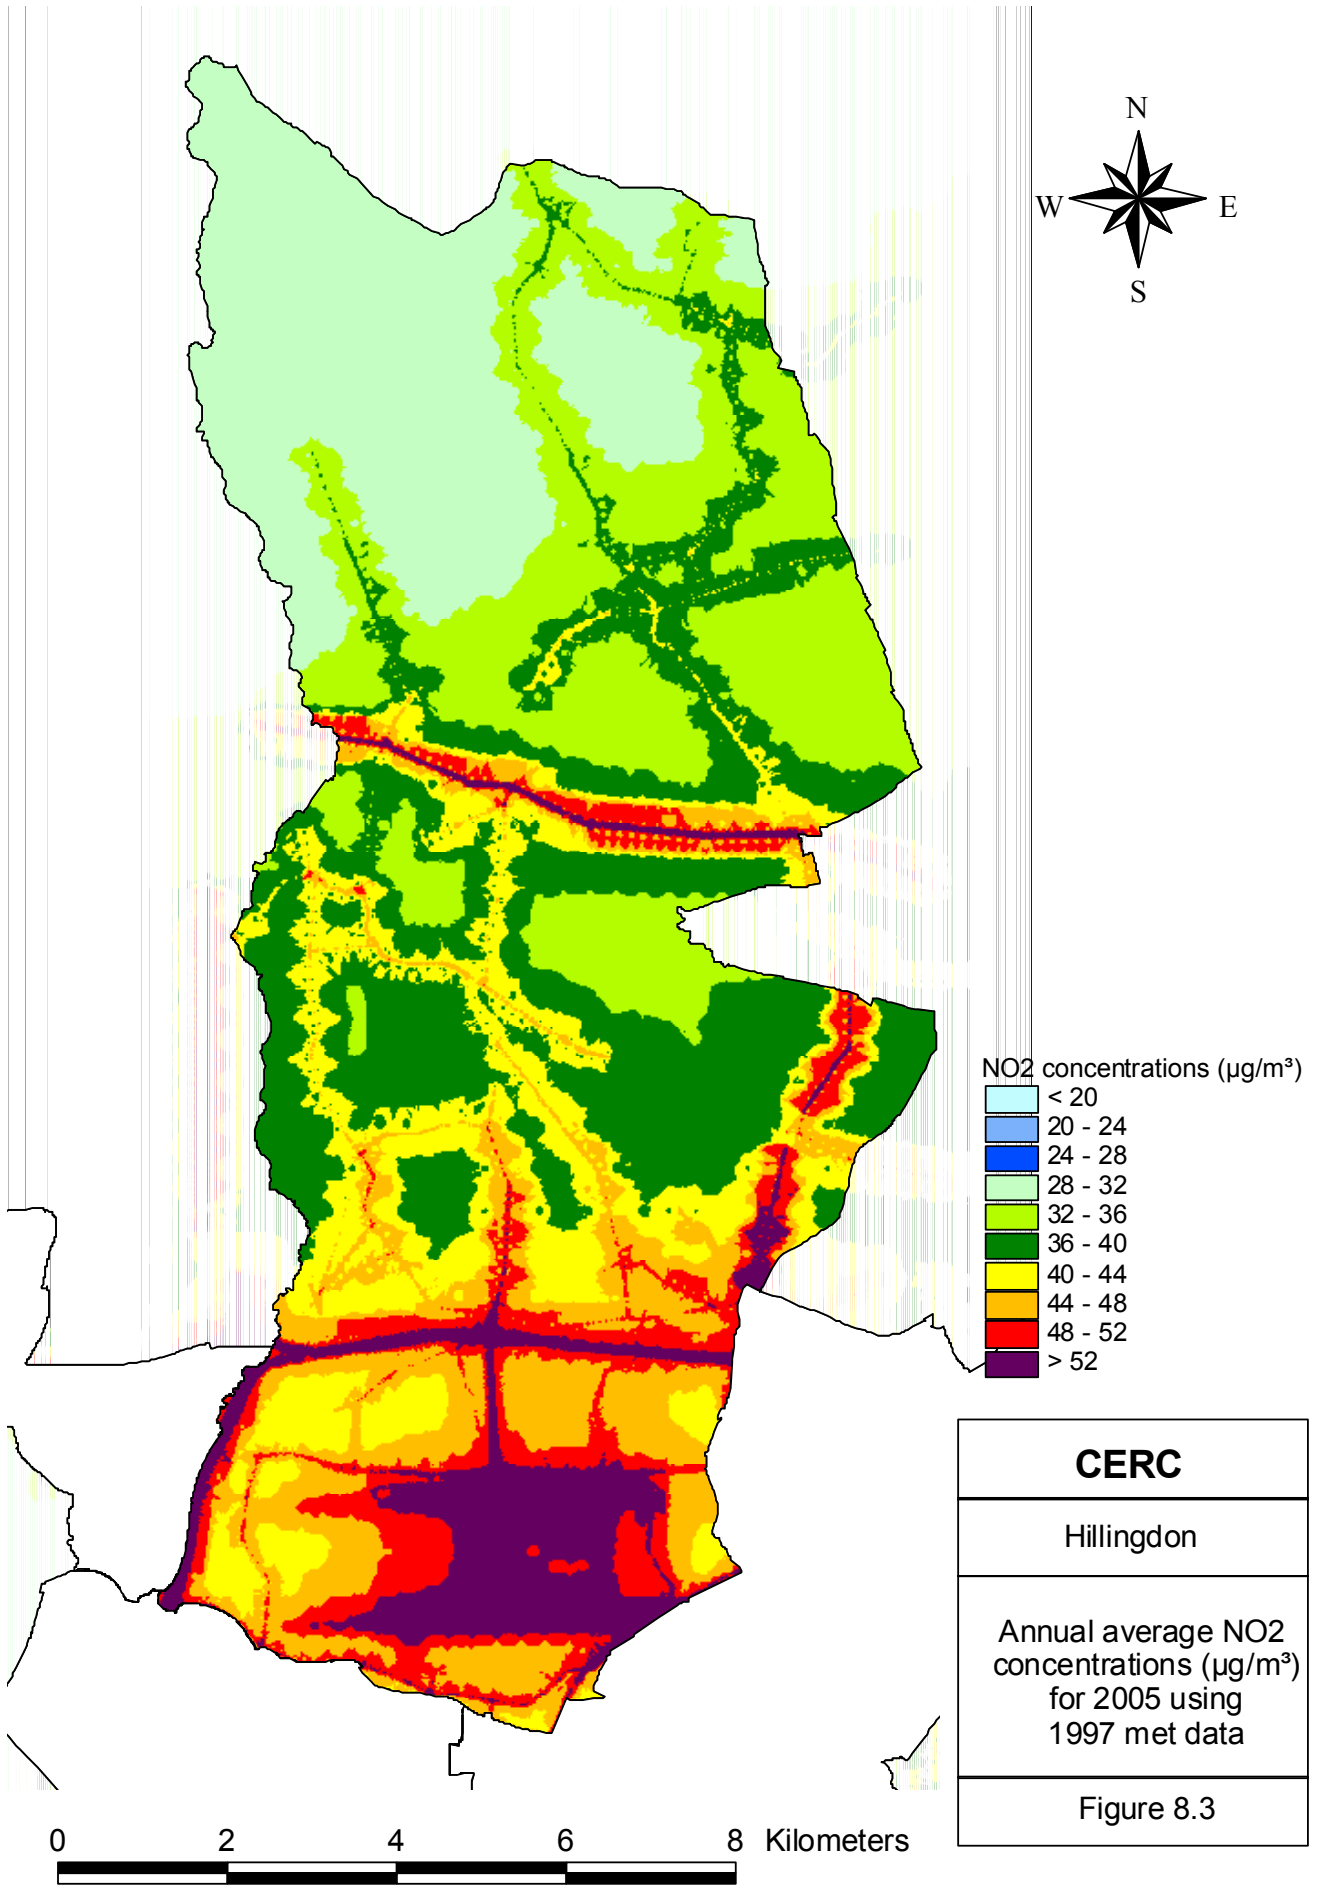 N
W E
S
NO2 concentrations (µg/m³)
< 20
20 - 24
24 - 28
28 - 32
32 - 36
36 - 40
40 - 44
44 - 48
48 - 52
> 52
CERC
Hillingdon
Annual average NO2
concentrations (µg/m³)
for 2005 using
1997 met data
Figure 8.3
0 2 4 6 8 Kilometers